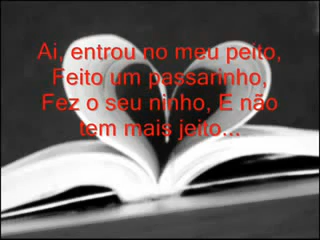 Ai, entrou no meu peito,
Feito um passarinho,
Fez o seu ninho, E não
tem mais jeito...